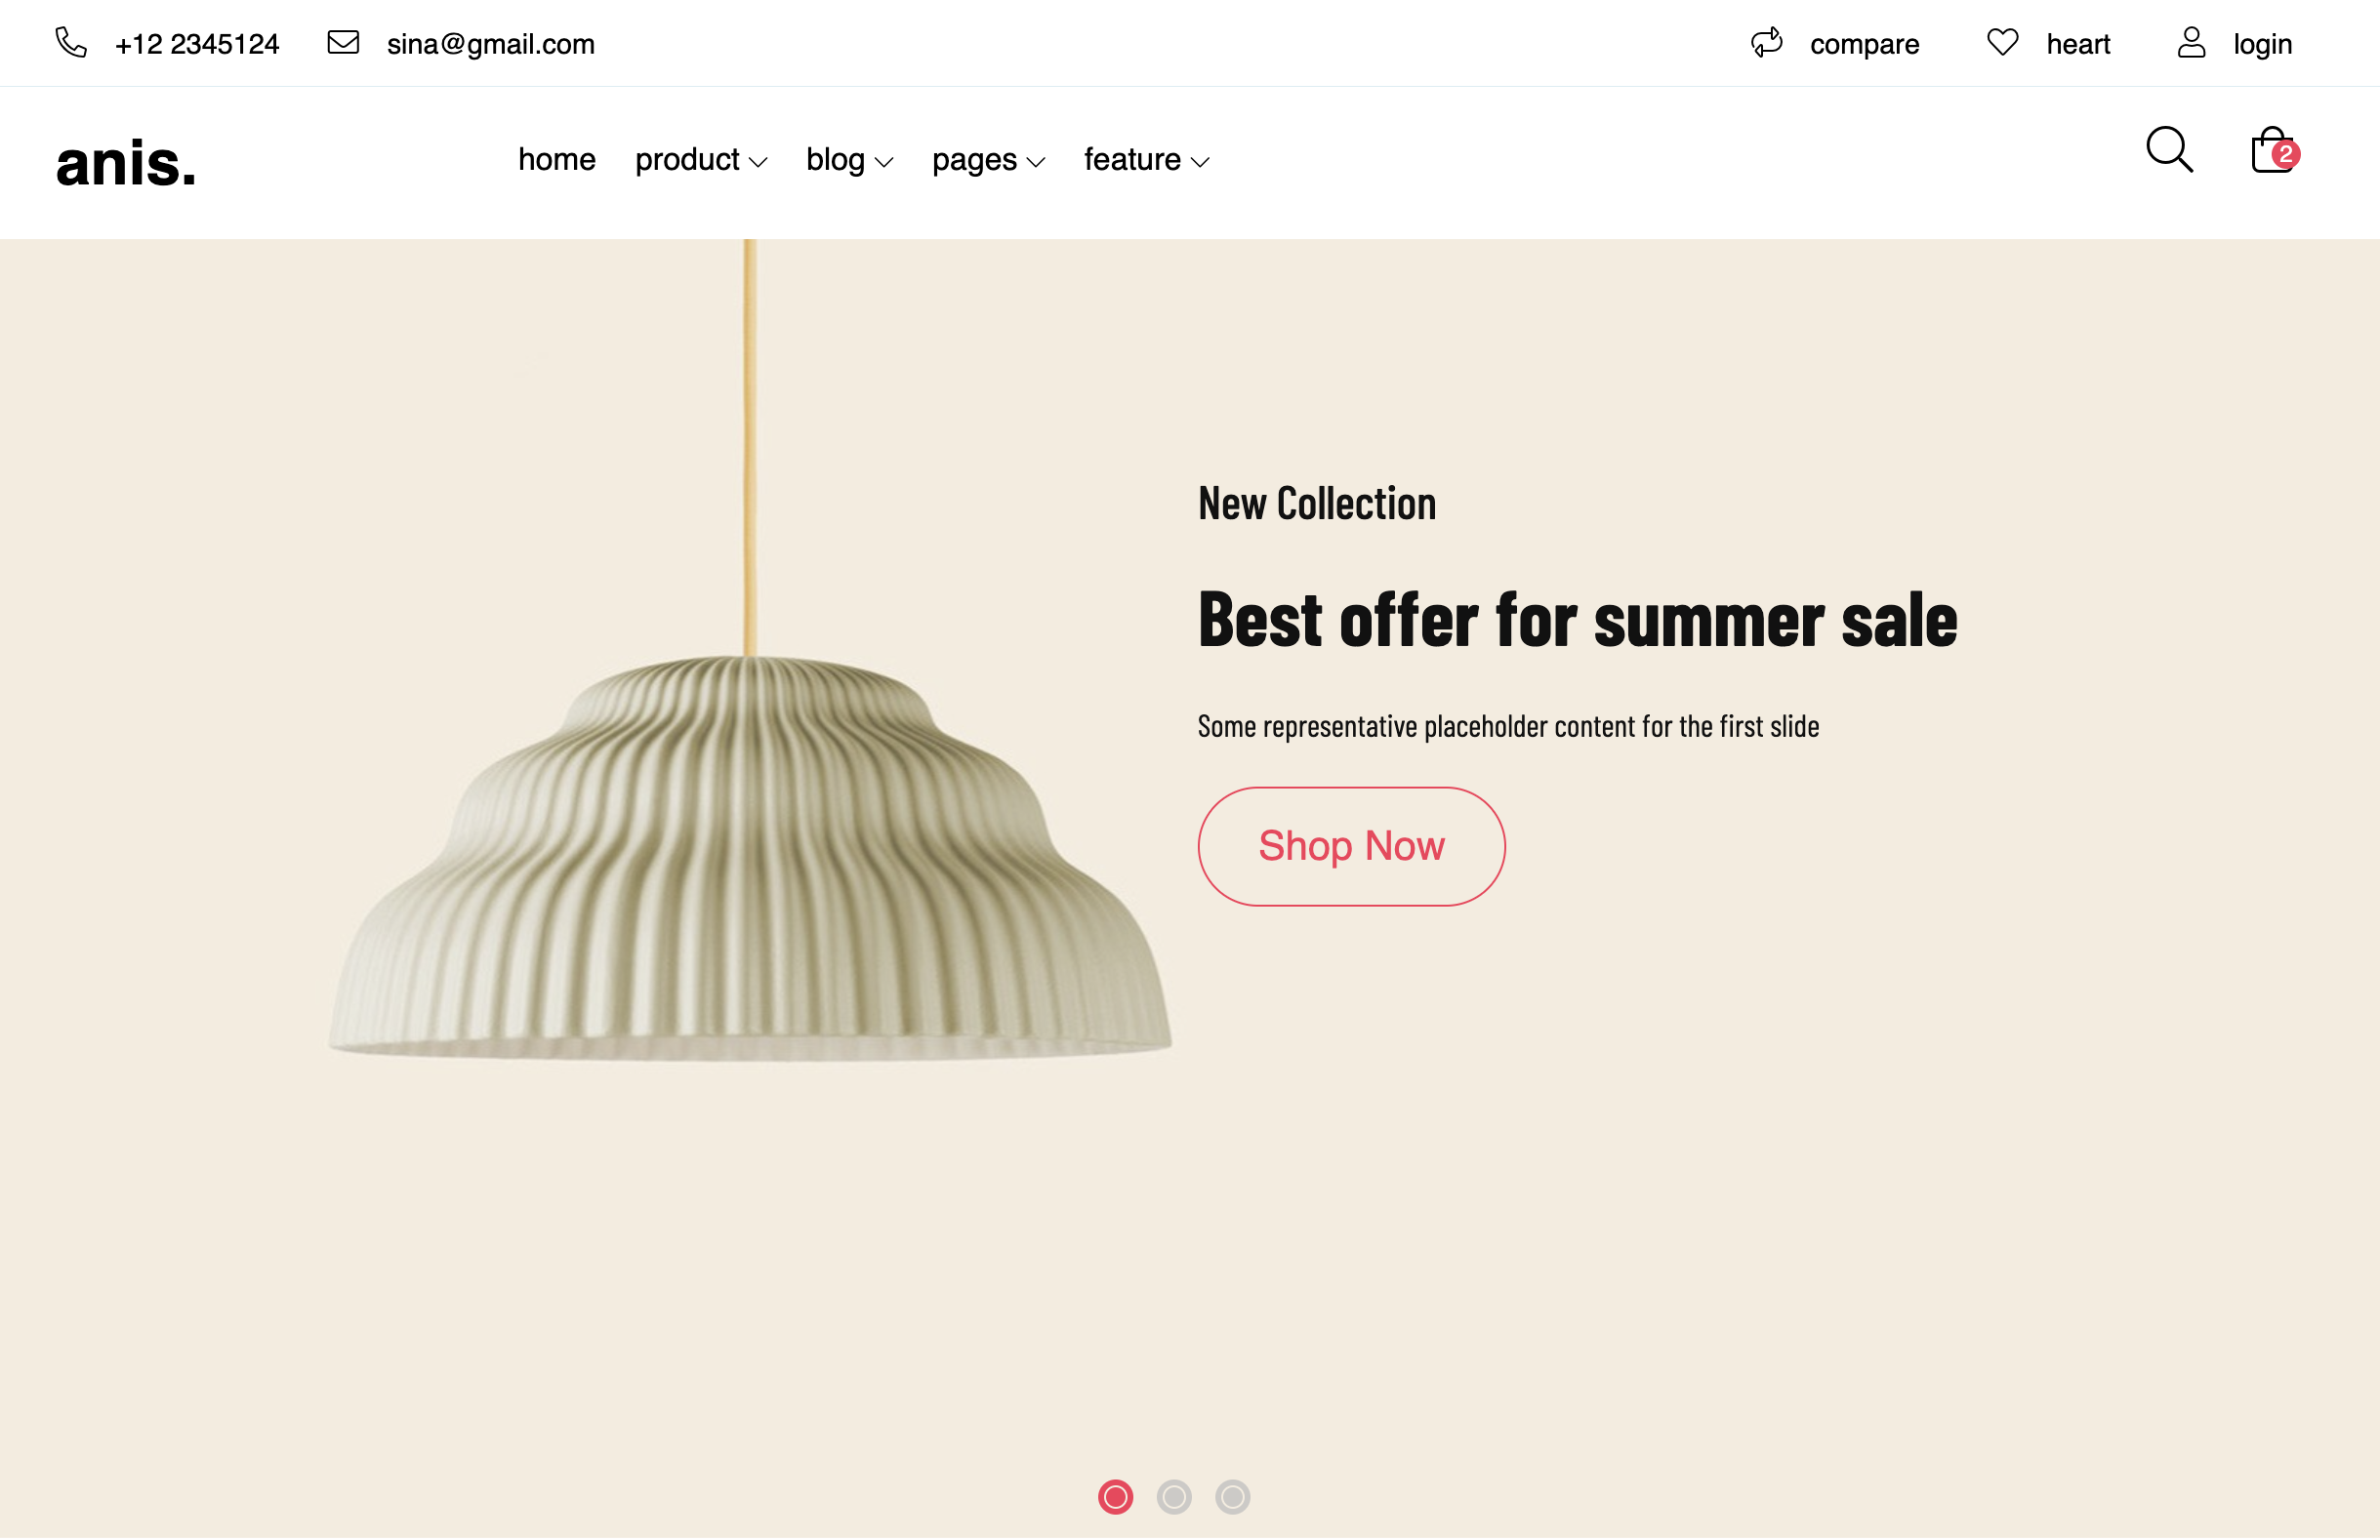 +12 2345124 sina@gmail.com compare heart login
anis. home product blog pages feature 2
New Collection
Best offer for summer sale
Some representative placeholder content for the first slide
Shop Now